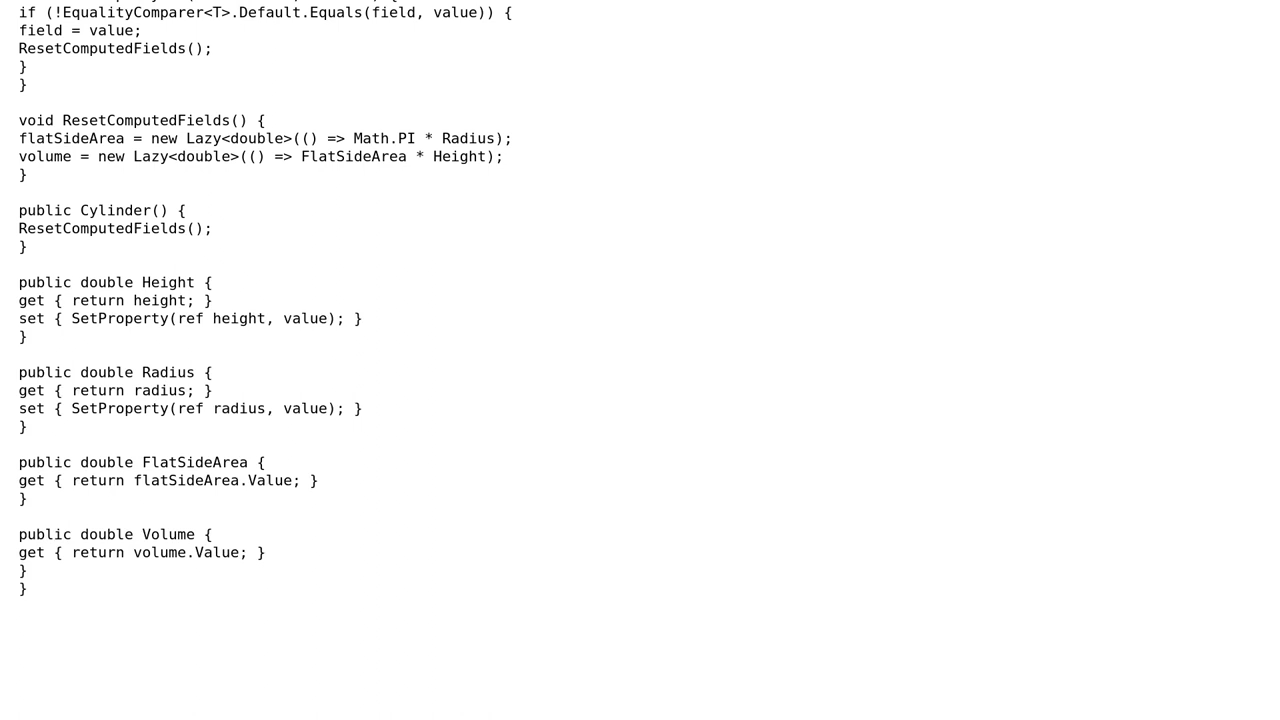 if (!EqualityComparer<T>.Default.Equals(field, value)) {
field = value;
ResetComputedFields();
}
}
void ResetComputedFields() {
flatSideArea = new Lazy<double>(() => Math.PI * Radius);
volume = new Lazy<double>(() => FlatSideArea * Height);
}
public Cylinder() {
ResetComputedFields();
}
public double Height {
get { return height; }
set { SetProperty(ref height, value); }
}
public double Radius {
get { return radius; }
set { SetProperty(ref radius, value); }
}
public double FlatSideArea {
get { return flatSideArea.Value; }
}
public double Volume {
get { return volume.Value; }
}
}